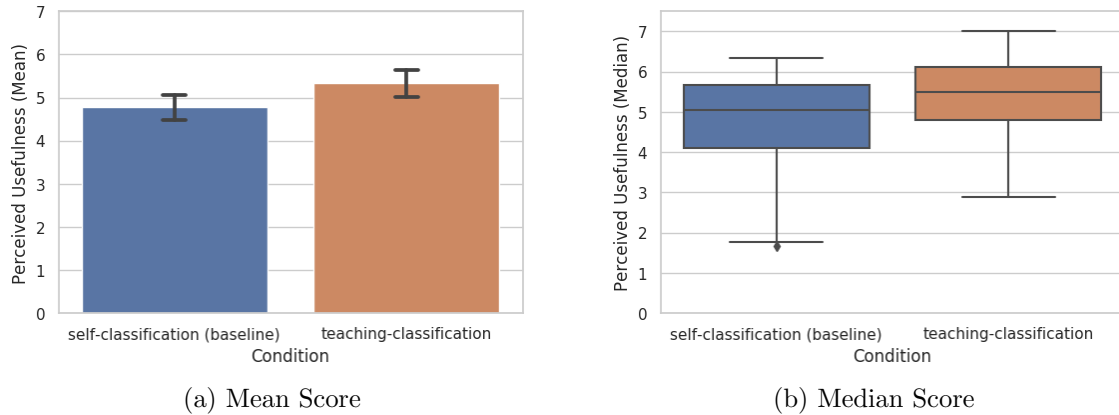 Perceived Usefulness (Mean)
7
6
5
4
3
2
1
0
self-classification (baseline)
teaching-classification
Condition
(a) Mean Score
Perceived Usefulness (Median)
7
6
5
4
3
2
1
0
self-classification (baseline)
teaching-classification
Condition
(b) Median Score